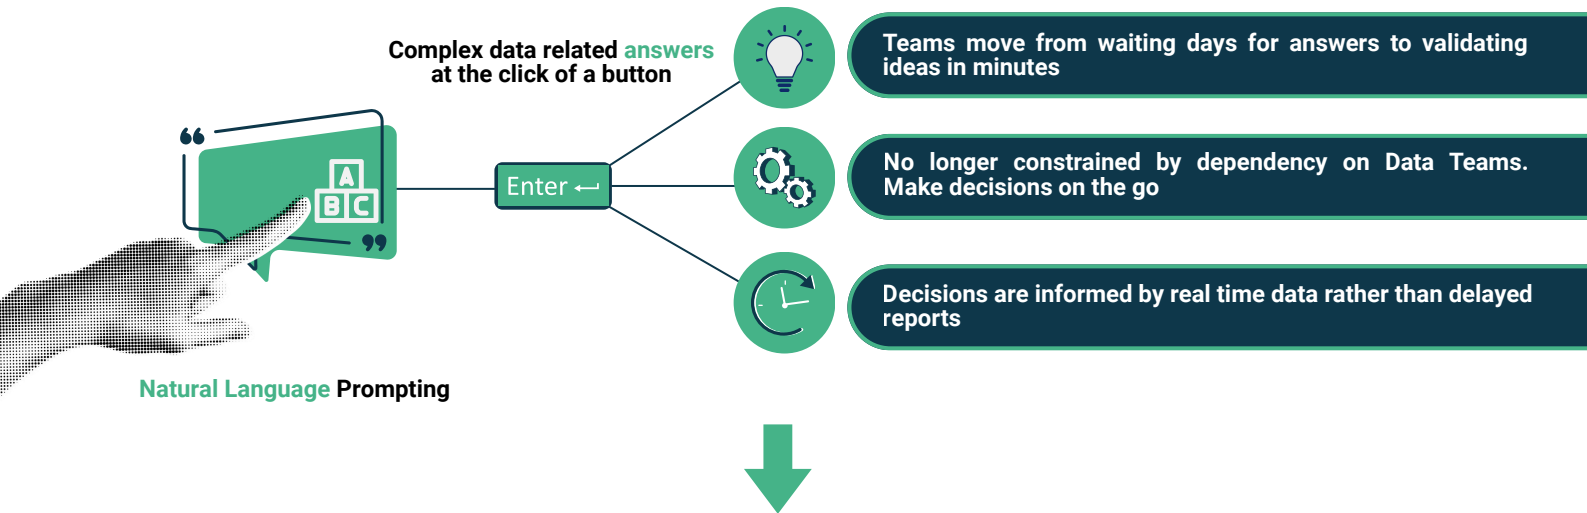 Complex data related answers
at the click of a button
Teams move from waiting days for answers to validating
ideas in minutes
A
B C
Enter
No longer constrained by dependency on Data Teams.
Make decisions on the go
Decisions are informed by real time data rather than delayed
reports
Natural Language Prompting